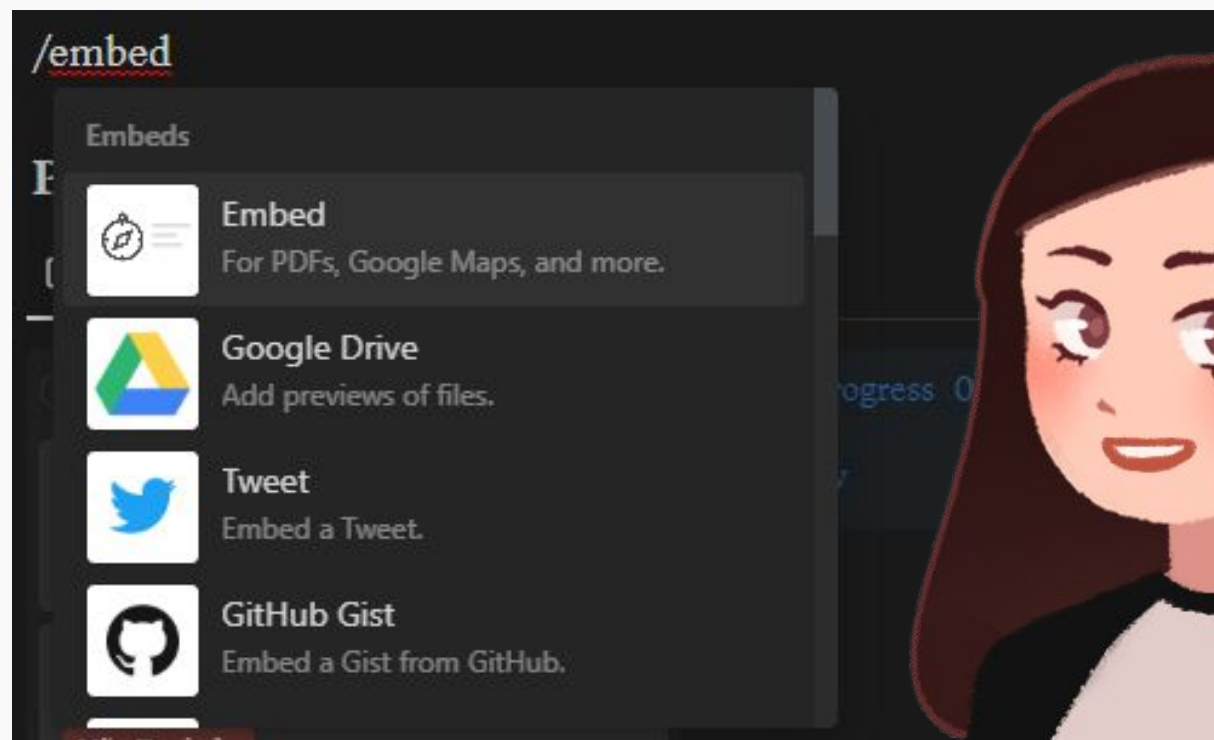 /embed
Embeds
Embed
For PDFs, Google Maps, and more.
Google Drive
Add previews of files.
Tweet
Embed a Tweet.
GitHub Gist
Embed a Gist from GitHub.